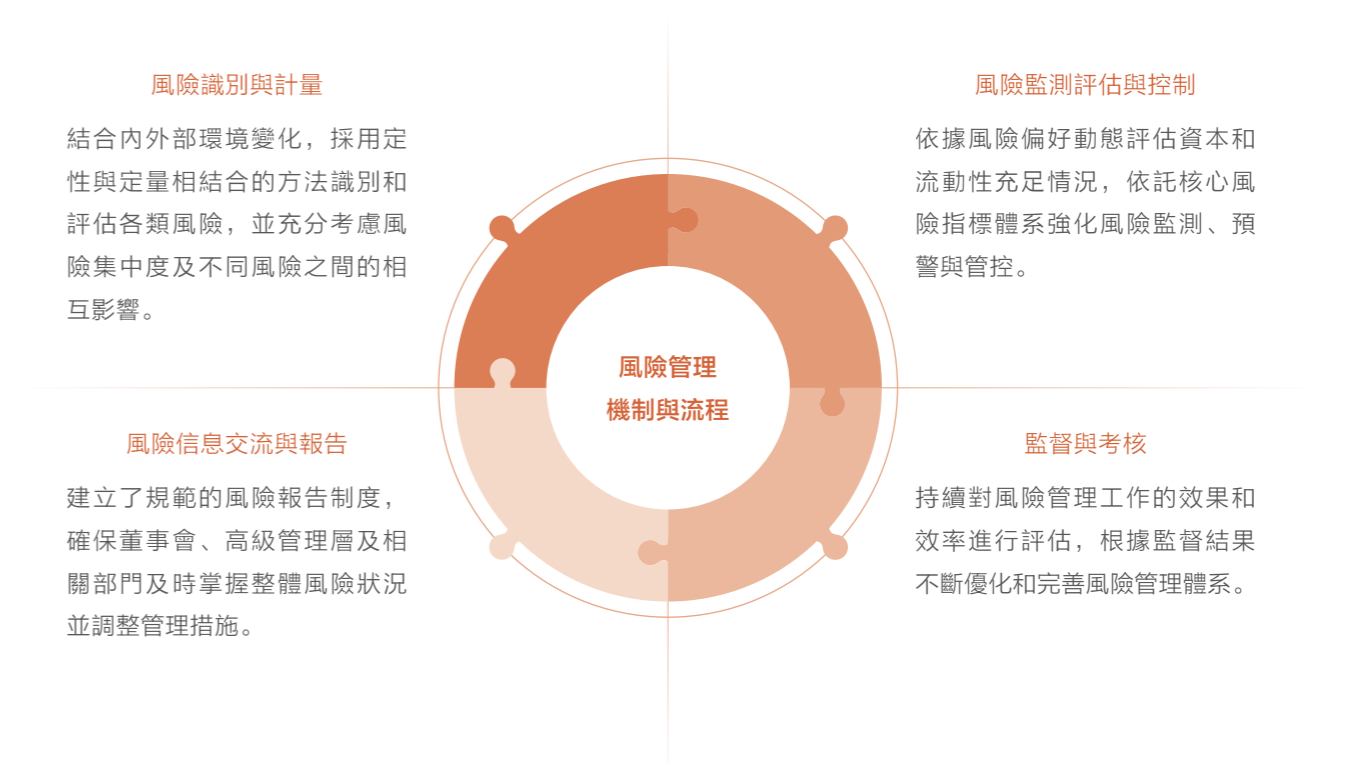 風險識別與計量
結合內外部環境變化，採用定
性與定量相結合的方法識別和
評估各類風險，並充分考慮風
險集中度及不同風險之間的相
互影響。
風險監測評估與控制
依據風險偏好動態評估資本和
流動性充足情況，依託核心風
險指標體系強化風險監測、預
警與管控。
風險管理
機制與流程
風險信息交流與報告
建立了規範的風險報告制度，
確保董事會、高級管理層及相
關部門及時掌握整體風險狀況
並調整管理措施。
監督與考核
持續對風險管理工作的效果和
效率進行評估，根據監督結果
不斷優化和完善風險管理體系。